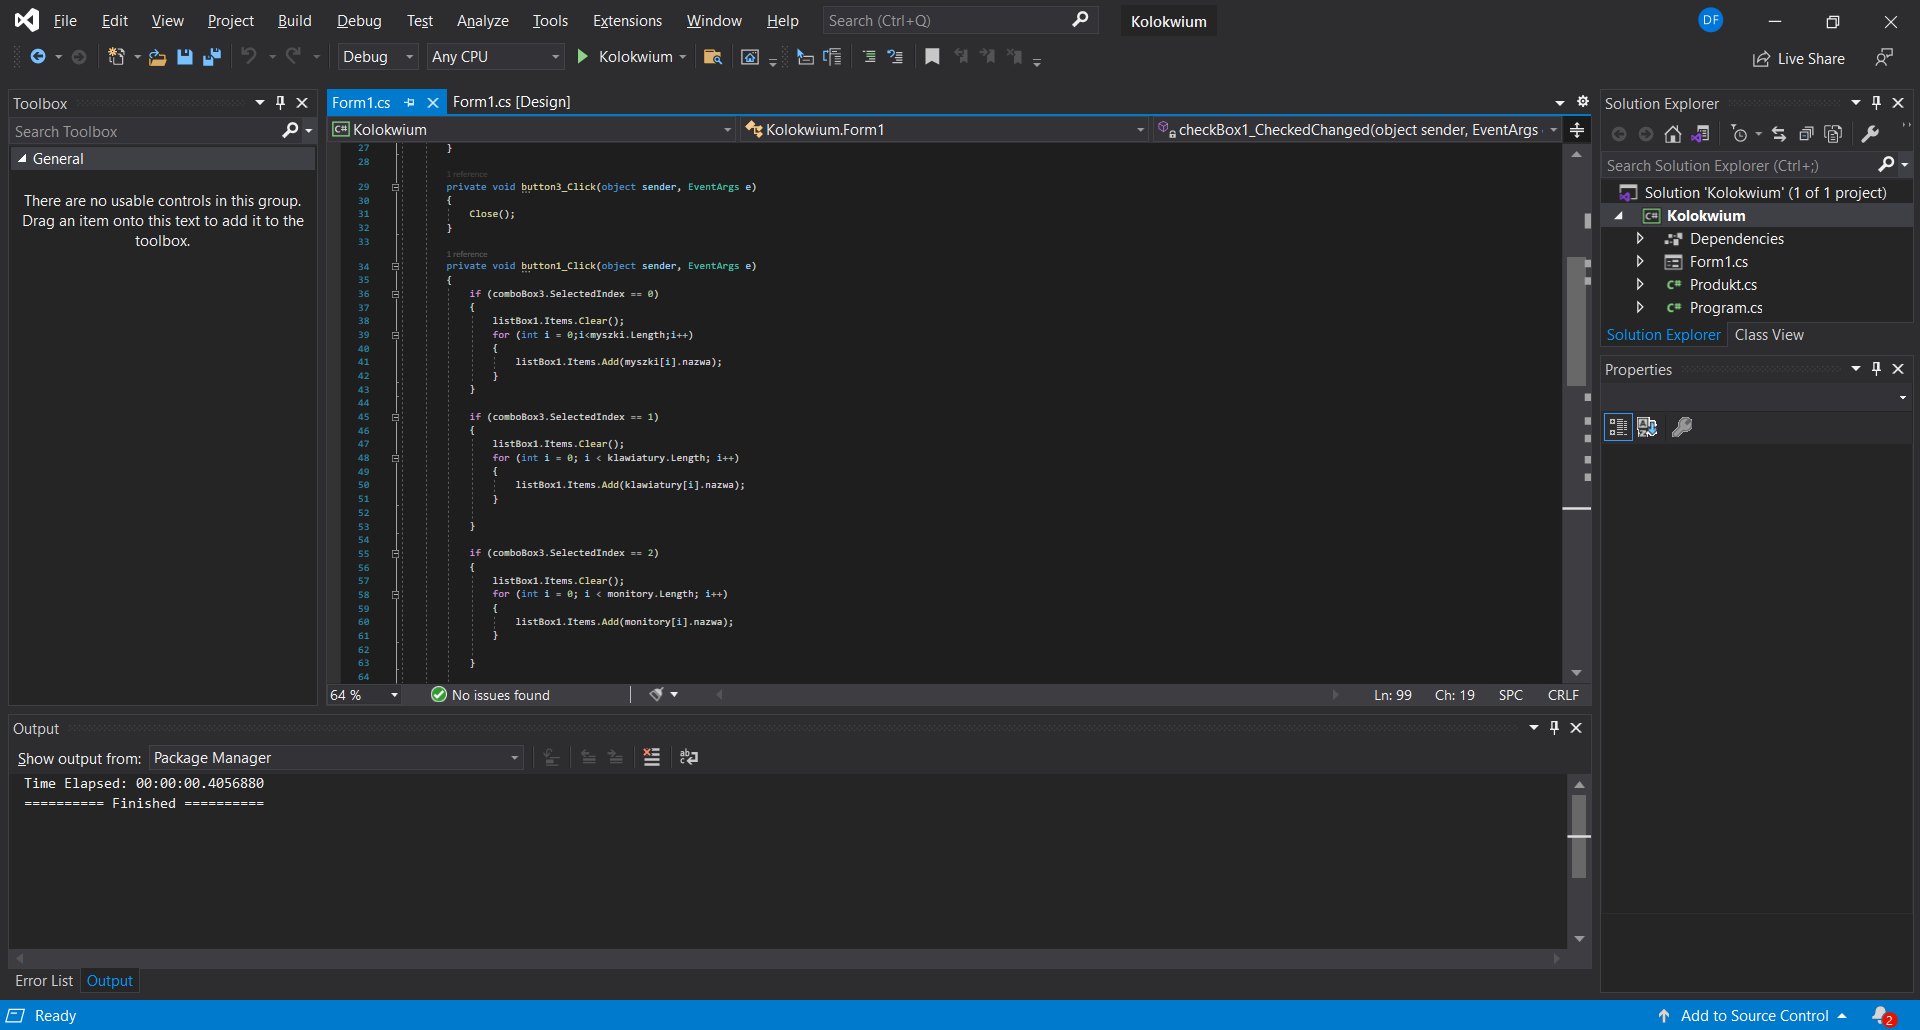 File Edit View Project Build Debug Test Analyze Tools Extensions Window Help Search (Ctrl+Q) Kolokwium DF
Debug Any CPU Kolokwium Live Share
Toolbox
Search Toolbox
General
There are no usable controls in this group.
Drag an item onto this text to add it to the
toolbox.
Form1.cs Form1.cs [Design]
C# Kolokwium Kolokwium.Form1 checkBox1_CheckedChanged(object sender, EventArgs
27 }
28
1 reference
29 private void button3_Click(object sender, EventArgs e)
30 {
31 Close();
32 }
33
1 reference
34 private void button1_Click(object sender, EventArgs e)
35 {
36 if (comboBox3.SelectedIndex == 0)
37 {
38 listBox1.Items.Clear();
39 for (int i = 0;i<myszki.Length;i++)
40 {
41 listBox1.Items.Add(myszki[i].nazwa);
42 }
43 }
44
45 if (comboBox3.SelectedIndex == 1)
46 {
47 listBox1.Items.Clear();
48 for (int i = 0; i < klawiatury.Length; i++)
49 {
50 listBox1.Items.Add(klawiatury[i].nazwa);
51 }
52
53 }
54
55 if (comboBox3.SelectedIndex == 2)
56 {
57 listBox1.Items.Clear();
58 for (int i = 0; i < monitory.Length; i++)
59 {
60 listBox1.Items.Add(monitory[i].nazwa);
61 }
62
63 }
64
64 % No issues found Ln: 99 Ch: 19 SPC CRLF
Solution Explorer
Search Solution Explorer (Ctrl+;)
Solution 'Kolokwium' (1 of 1 project)
C# Kolokwium
Dependencies
Form1.cs
C# Produkt.cs
C# Program.cs
Solution Explorer Class View
Properties
Output
Show output from: Package Manager
Time Elapsed: 00:00:00.4056880
========== Finished ==========
Error List Output
Ready Add to Source Control 2